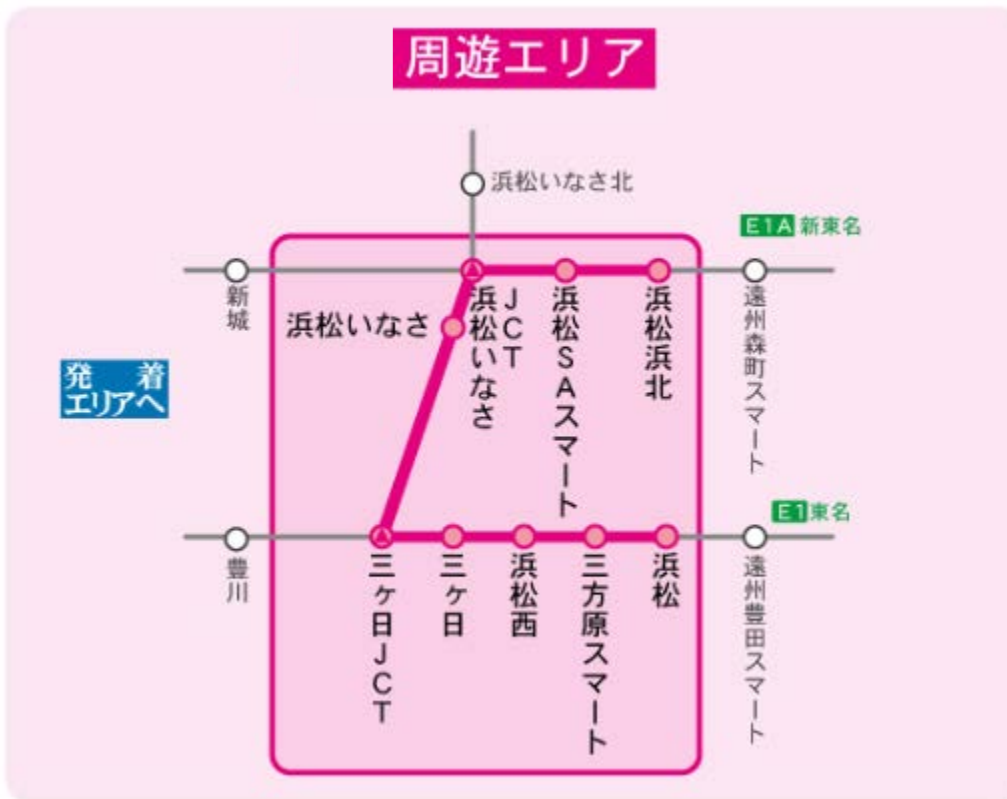 周遊エリア
浜松いなさ北
E1A 新東名
新城
浜松いなさ
浜松いなさ
JCT
浜松SAスマート
浜松浜北
遠州森町スマート
発着
エリアへ
E1 東名
豊川
三ヶ日JCT
三ヶ日
浜松西
三方原スマート
浜松
遠州豊田スマート